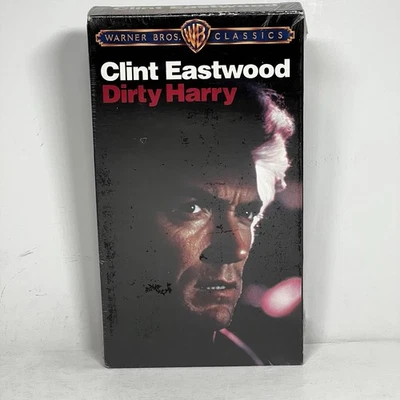 WARNER BROS. WB CLASSICS
Clint Eastwood
Dirty Harry